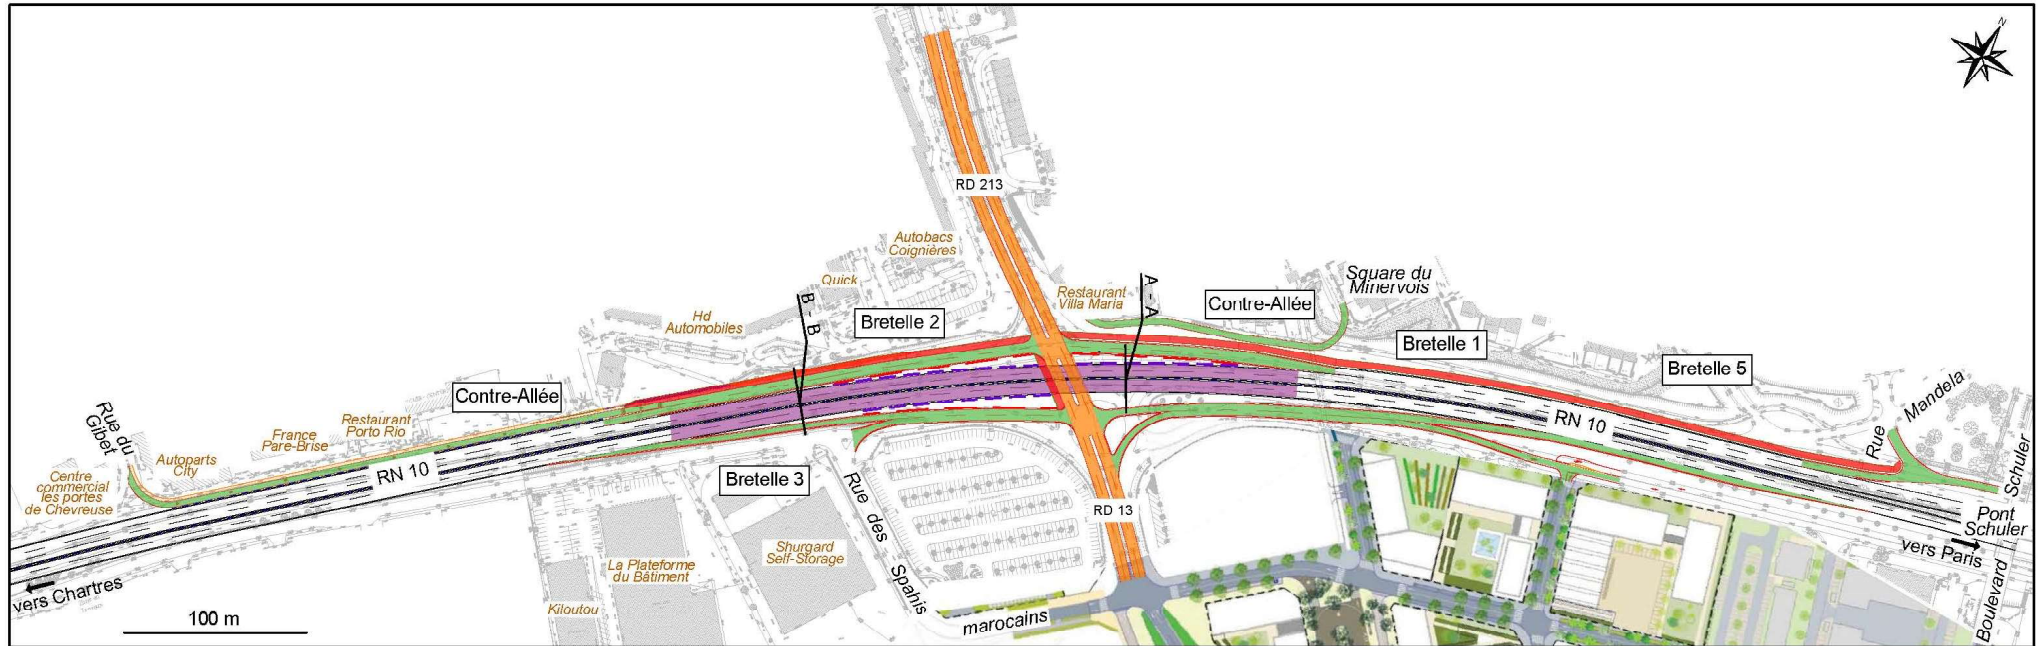 N
RD 213
Autobacs
Coignières
Quick
B - B
Bretelle 2
Hd
Automobiles
Restaurant
Villa Maria
A - A
Contre-Allée
Square du
Minervois
Bretelle 1
Bretelle 5
Rue
Mandela
Contre-Allée
Rue du
Gibet
Restaurant
Porto Rio
France
Pare-Brise
Autoparts
City
Centre
commercial
les portes
de Chevreuse
RN 10
RN 10
Bretelle 3
Rue des Spahis
marocains
RD 13
Shurgard
Self-Storage
La Plateforme
du Bâtiment
Kiloutou
Pont
Schuler
vers Paris
Boulevard Schuler
vers Chartres
100 m